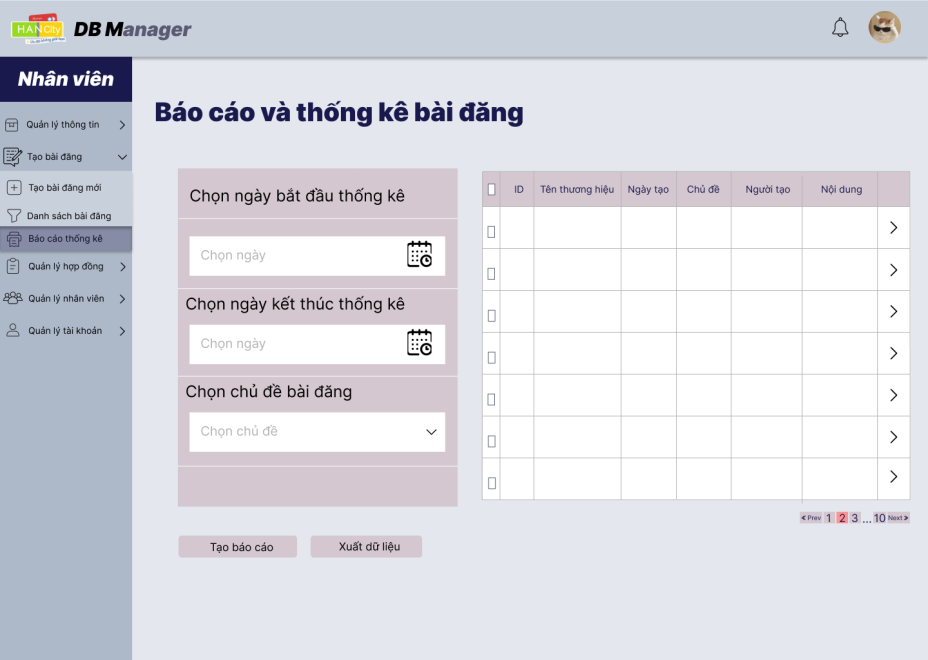 HANCity
DB Manager
Nhân viên
Quản lý thông tin
Tạo bài đăng
Tạo bài đăng mới
Danh sách bài đăng
Báo cáo thống kê
Quản lý hợp đồng
Quản lý nhân viên
Quản lý tài khoản
Báo cáo và thống kê bài đăng
Chọn ngày bắt đầu thống kê
Chọn ngày
Chọn ngày kết thúc thống kê
Chọn ngày
Chọn chủ đề bài đăng
Chọn chủ đề
Tạo báo cáo
Xuất dữ liệu
ID Tên thương hiệu Ngày tạo Chủ đề Người tạo Nội dung
Prev 1 2 3 ... 10 Next